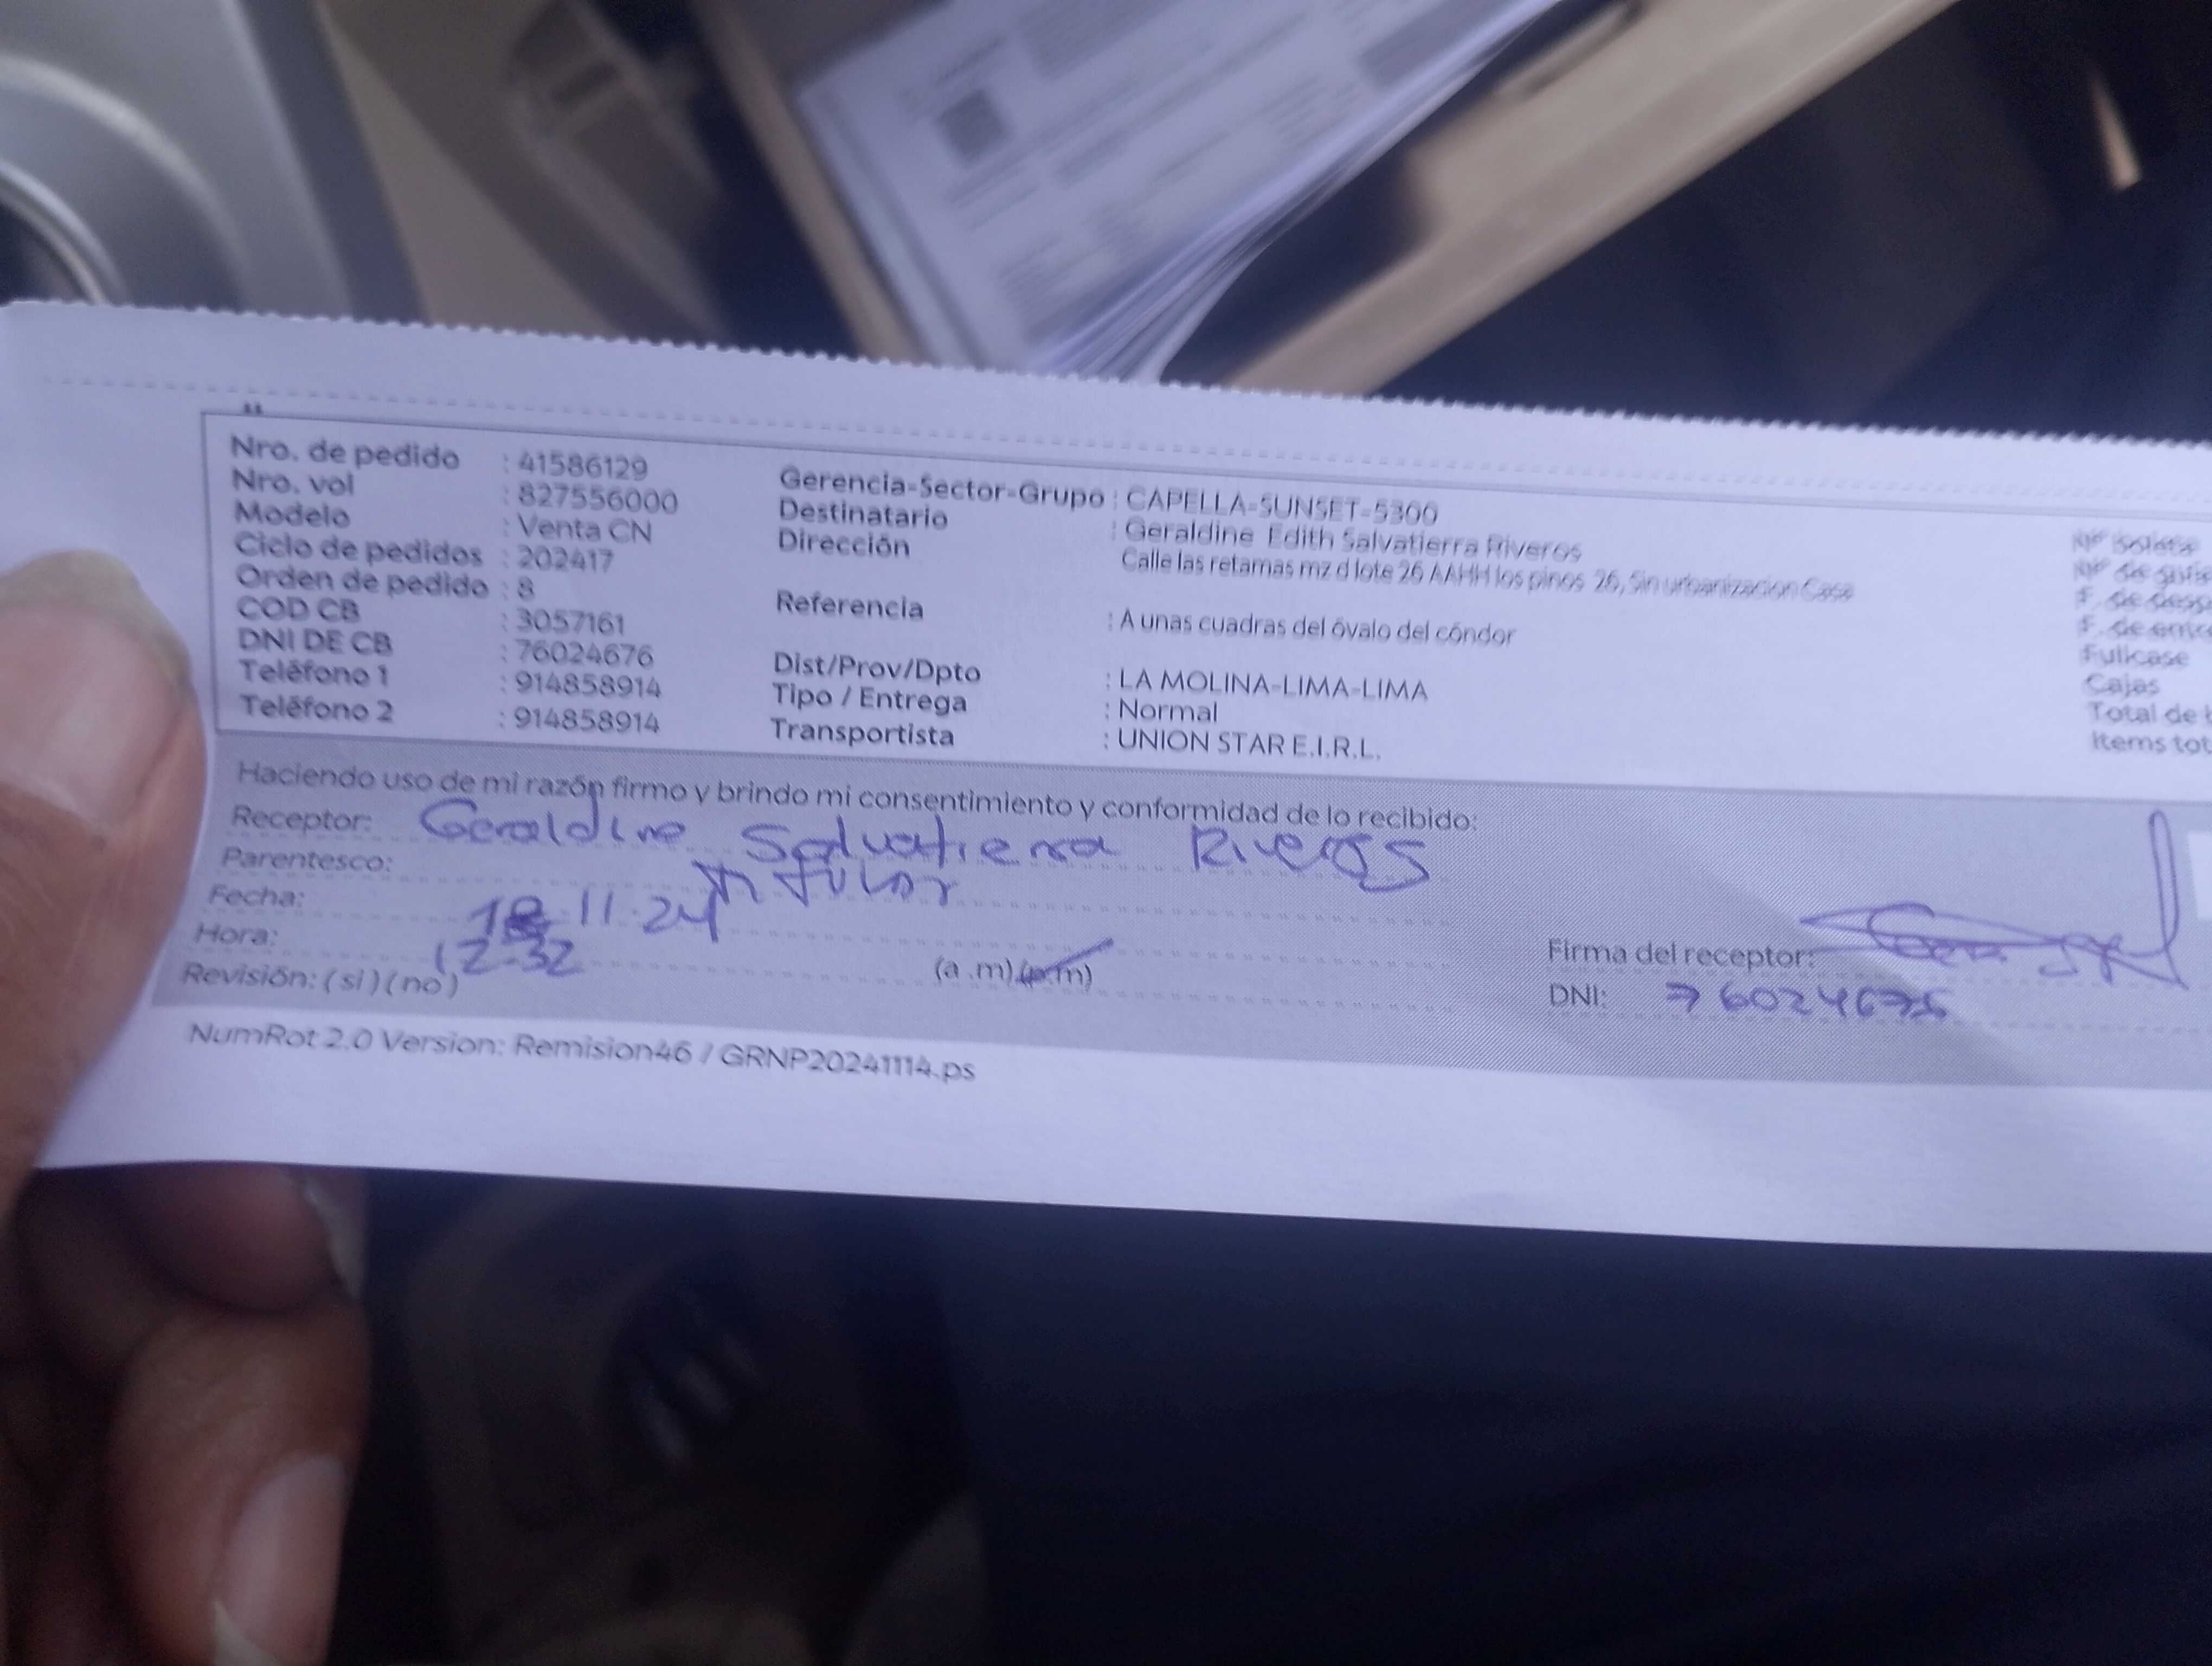 Nro. de pedido : 41586129
Nro. vol : 827556000
Modelo : Venta CN
Ciclo de pedidos : 202417
Orden de pedido : 8
COD CB : 3057161
DNI DE CB : 76024676
Teléfono 1 : 914858914
Teléfono 2 : 914858914
Gerencia-Sector-Grupo : CAPELLA-SUNSET-5300
Destinatario : Geraldine Edith Salvatierra Riveros
Dirección Calle las retamas mz d lote 26 AAHH los pinos 26, Sin urbanizacion Casa
Referencia : A unas cuadras del óvalo del cóndor
Dist/Prov/Dpto : LA MOLINA-LIMA-LIMA
Tipo / Entrega : Normal
Transportista : UNION STAR E.I.R.L.
Fullcase
Cajas
Total de
Items tot
Haciendo uso de mi razón firmo y brindo mi consentimiento y conformidad de lo recibido:
Receptor: Geraldine Salvatierra Riveros
Parentesco: Titular
Fecha: 11.24
Hora: 12:32 (a.m)(p.m)
Revisión: (si)(no)
Firma del receptor:
DNI: 76024676
NumRot 2.0 Version: Remision46 / GRNP20241114.ps